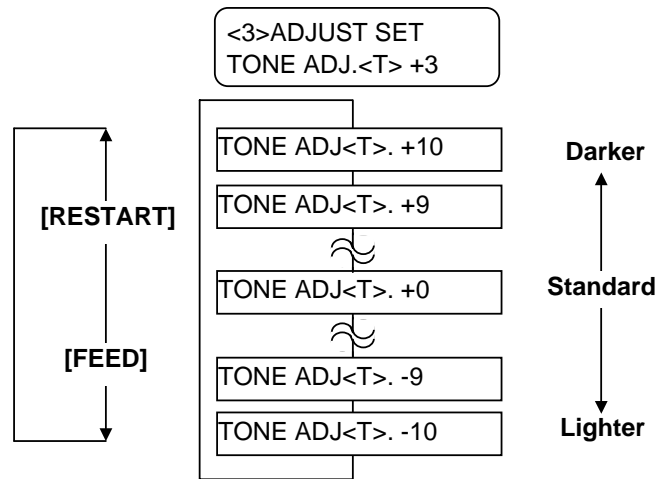 <3>ADJUST SET
TONE ADJ.<T> +3
TONE ADJ<T>. +10
Darker
TONE ADJ<T>. +9
[RESTART]
TONE ADJ<T>. +0
Standard
[FEED]
TONE ADJ<T>. -9
TONE ADJ<T>. -10
Lighter